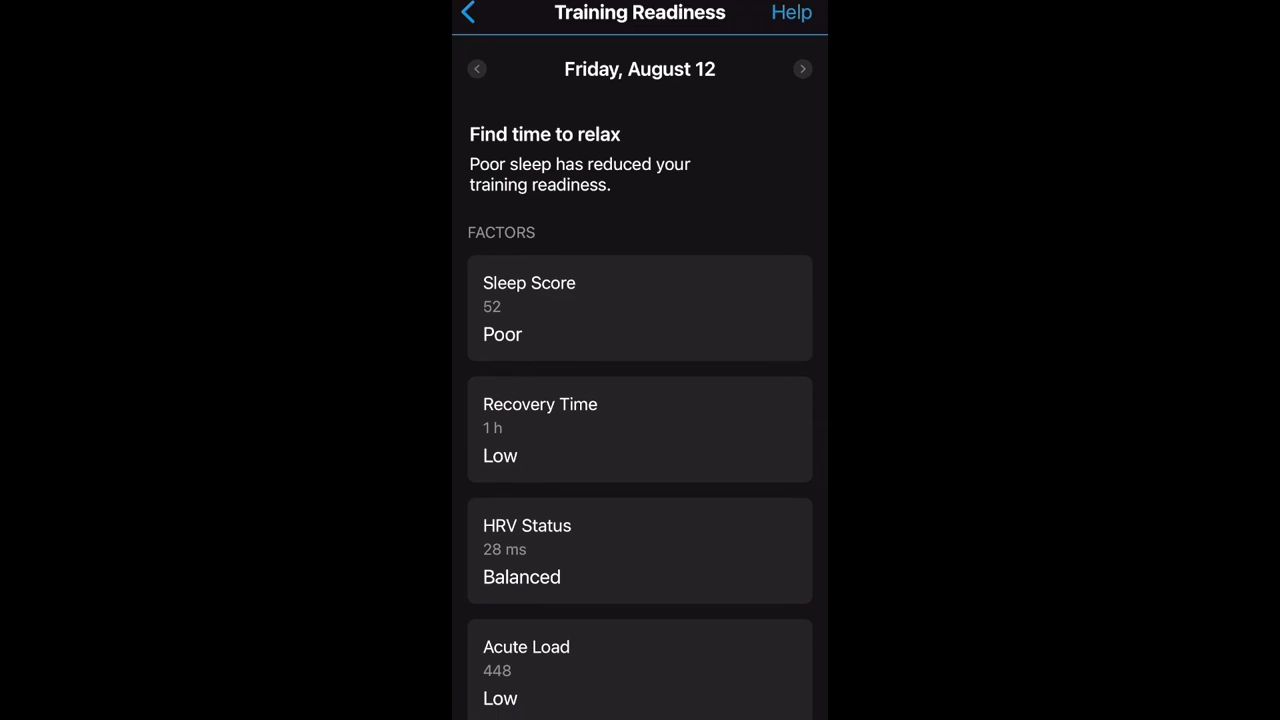 Training Readiness
Help
Friday, August 12
Find time to relax
Poor sleep has reduced your
training readiness.
FACTORS
Sleep Score
52
Poor
Recovery Time
1 h
Low
HRV Status
28 ms
Balanced
Acute Load
448
Low